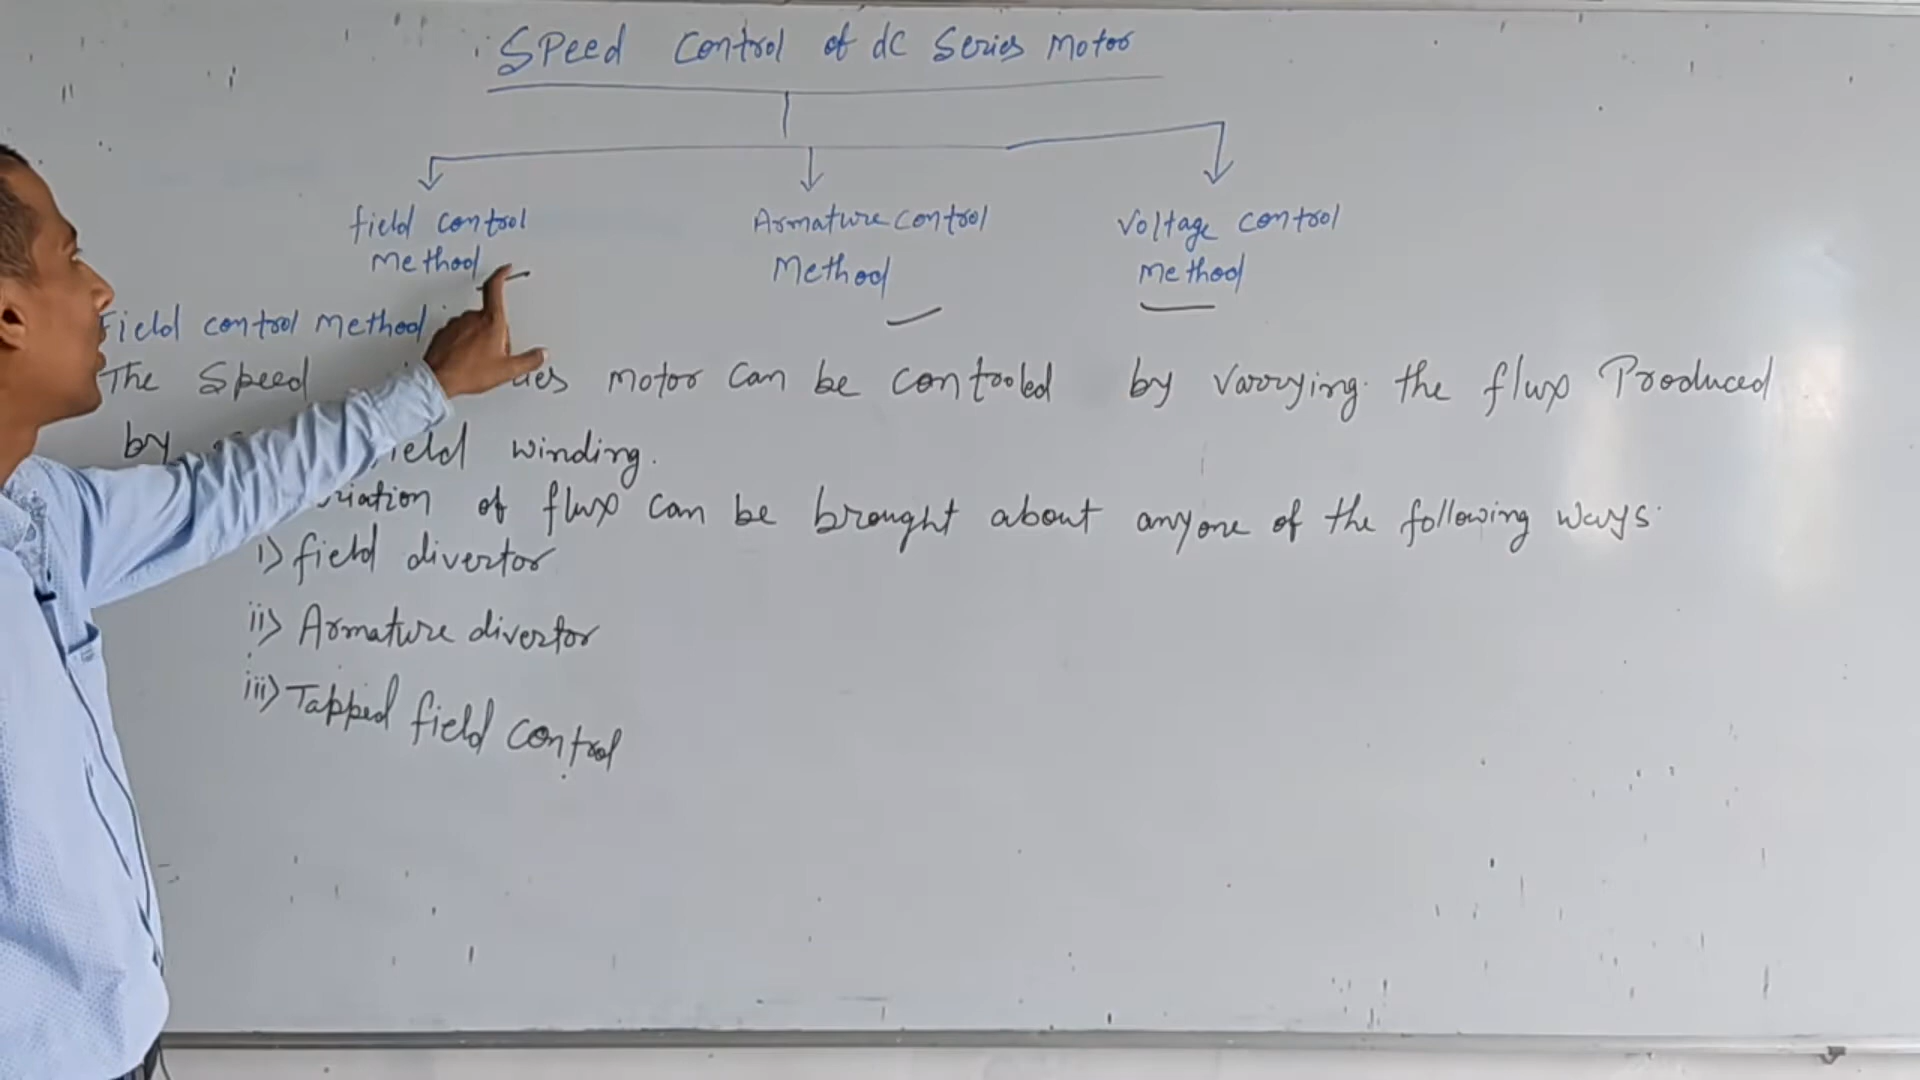 Speed Control of dC Series Motor
field control Method
Armature control Method
Voltage control Method
Field control Method
The Speed motor can be controled by varrying the flux Produced
by field winding.
of flux can be brought about anyone of the following ways.
i) field divertor
ii) Armature divertor
iii) Tapped field control